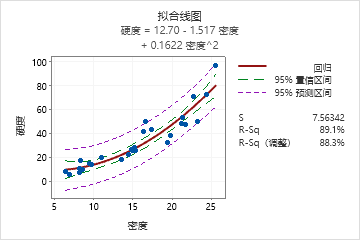 拟合线图
硬度 = 12.70 - 1.517 密度
+ 0.1622 密度^2
回归
95% 置信区间
95% 预测区间
S 7.56342
R-Sq 89.1%
R-Sq（调整） 88.3%
100
80
60
40
20
0
硬度
5 10 15 20 25
密度